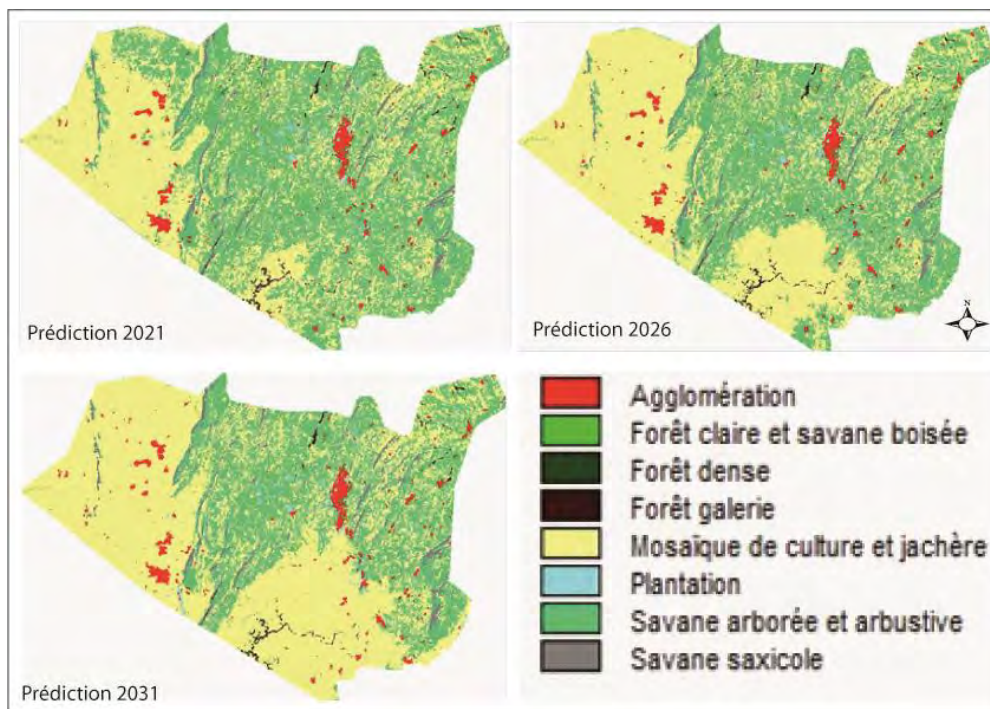 Prédiction 2021
Prédiction 2026
N
Prédiction 2031
Agglomération
Forêt claire et savane boisée
Forêt dense
Forêt galerie
Mosaïque de culture et jachère
Plantation
Savane arborée et arbustive
Savane saxicole